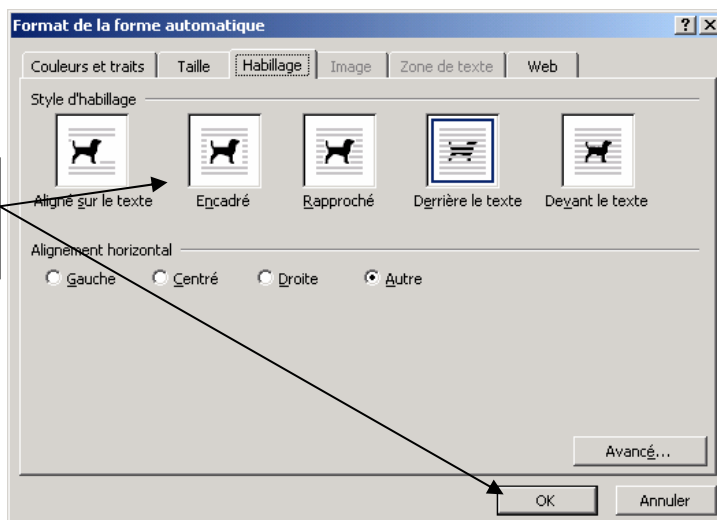 Format de la forme automatique
Couleurs et traits Taille Habillage Image Zone de texte Web
Style d'habillage
Aligné sur le texte Encadré Rapproché Derrière le texte Devant le texte
Alignement horizontal
Gauche Centré Droite Autre
Avancé...
OK Annuler